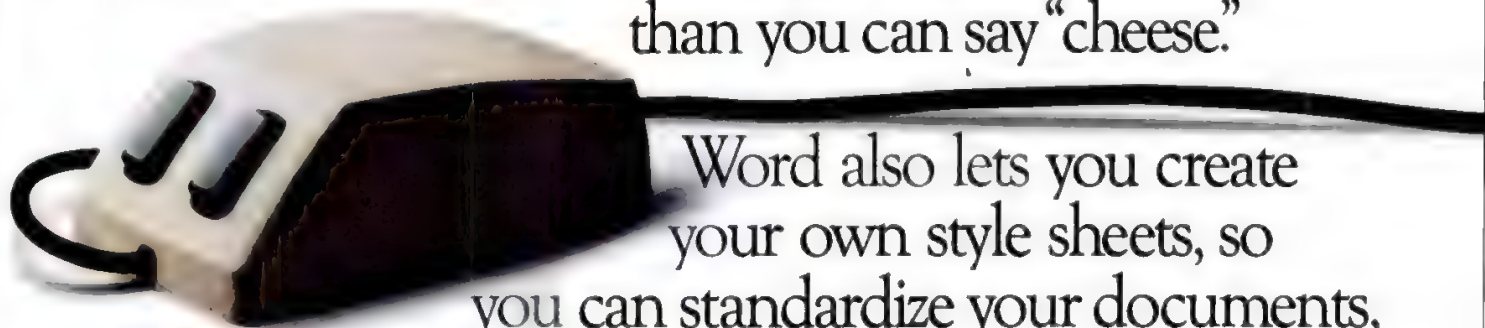 than you can say “cheese.”
Word also lets you create
your own style sheets, so
you can standardize your documents.